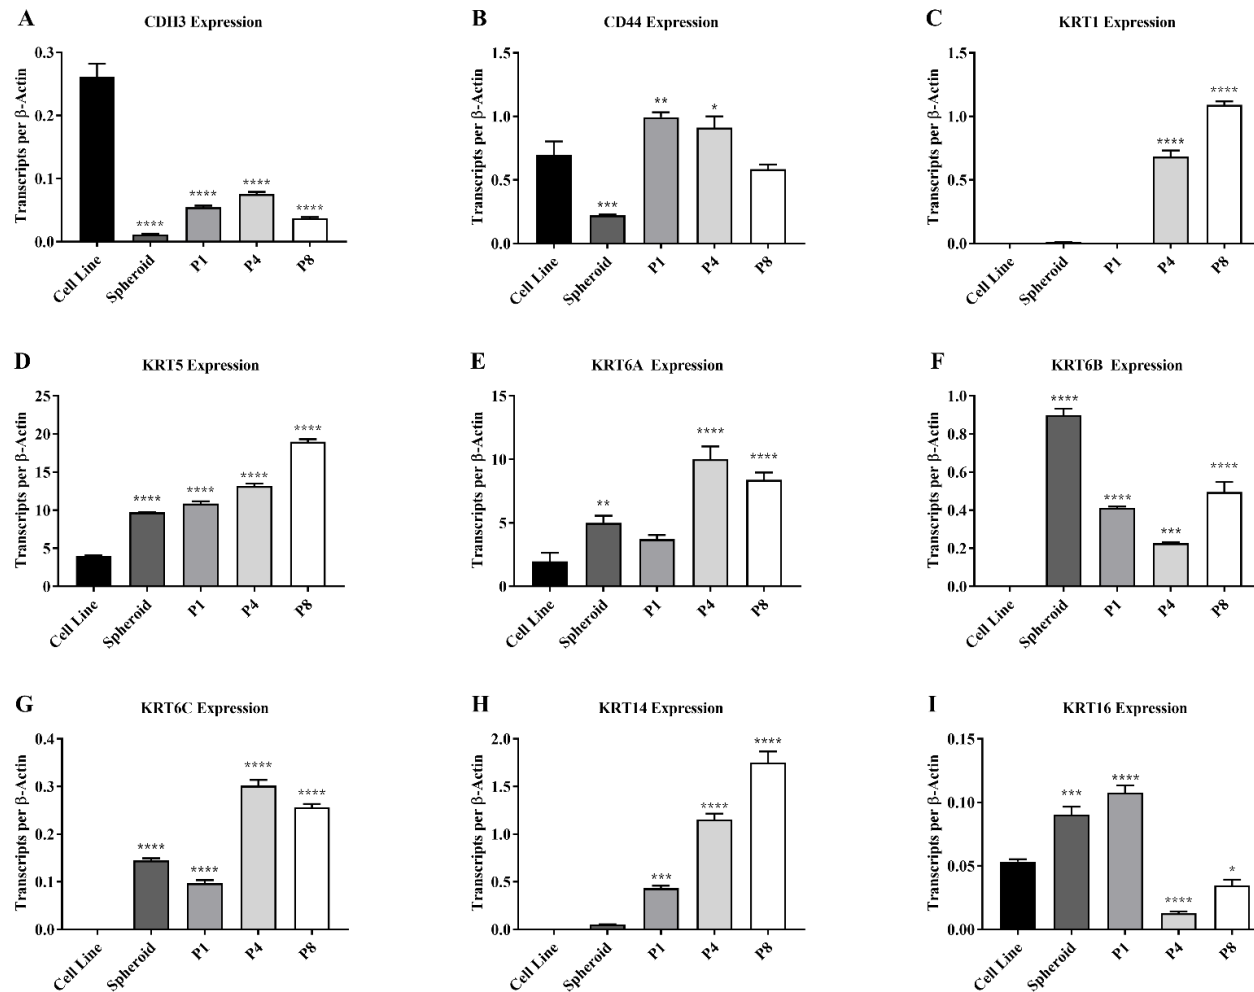 A
CDH3 Expression
Transcripts per β-Actin
0.3
0.2
0.1
0.0
****
****
****
****
Cell Line
Spheroid
P1
P4
P8
B
CD44 Expression
Transcripts per β-Actin
1.5
1.0
0.5
0.0
***
**
*
Cell Line
Spheroid
P1
P4
P8
C
KRT1 Expression
Transcripts per β-Actin
1.5
1.0
0.5
0.0
****
****
Cell Line
Spheroid
P1
P4
P8
D
KRT5 Expression
Transcripts per β-Actin
25
20
15
10
5
0
****
****
****
****
Cell Line
Spheroid
P1
P4
P8
E
KRT6A Expression
Transcripts per β-Actin
15
10
5
0
**
****
****
Cell Line
Spheroid
P1
P4
P8
F
KRT6B Expression
Transcripts per β-Actin
1.0
0.8
0.6
0.4
0.2
0.0
****
****
***
****
Cell Line
Spheroid
P1
P4
P8
G
KRT6C Expression
Transcripts per β-Actin
0.4
0.3
0.2
0.1
0.0
****
****
****
****
Cell Line
Spheroid
P1
P4
P8
H
KRT14 Expression
Transcripts per β-Actin
2.0
1.5
1.0
0.5
0.0
***
****
****
Cell Line
Spheroid
P1
P4
P8
I
KRT16 Expression
Transcripts per β-Actin
0.15
0.10
0.05
0.00
***
****
****
*
Cell Line
Spheroid
P1
P4
P8